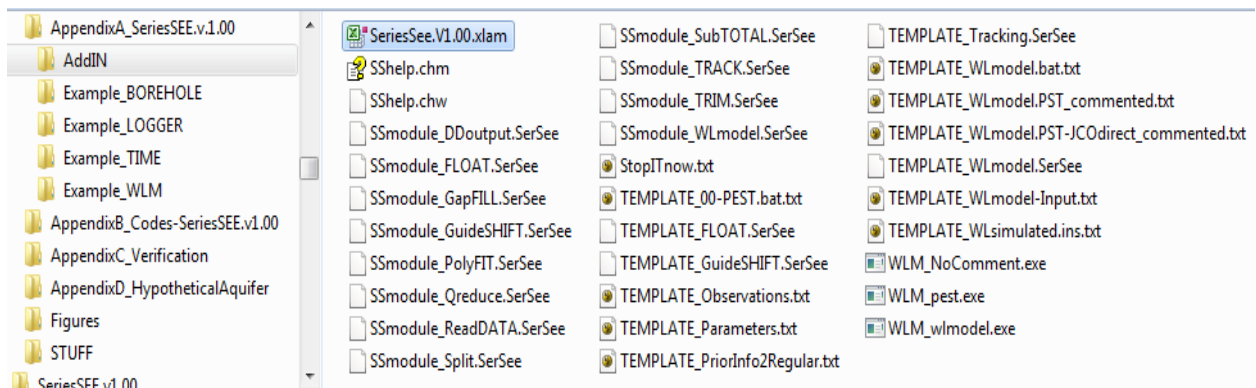 AppendixA_SeriesSEE.v.1.00
AddIN
Example_BOREHOLE
Example_LOGGER
Example_TIME
Example_WLM
AppendixB_Codes-SeriesSEE.v1.00
AppendixC_Verification
AppendixD_HypotheticalAquifer
Figures
STUFF
SeriesSEE.v1.00
SeriesSee.V1.00.xlam
SShelp.chm
SShelp.chw
SSmodule_DDoutput.SerSee
SSmodule_FLOAT.SerSee
SSmodule_GapFILL.SerSee
SSmodule_GuideSHIFT.SerSee
SSmodule_PolyFIT.SerSee
SSmodule_Qreduce.SerSee
SSmodule_ReadDATA.SerSee
SSmodule_Split.SerSee
SSmodule_SubTOTAL.SerSee
SSmodule_TRACK.SerSee
SSmodule_TRIM.SerSee
SSmodule_WLmodel.SerSee
StopITnow.txt
TEMPLATE_00-PEST.bat.txt
TEMPLATE_FLOAT.SerSee
TEMPLATE_GuideSHIFT.SerSee
TEMPLATE_Observations.txt
TEMPLATE_Parameters.txt
TEMPLATE_PriorInfo2Regular.txt
TEMPLATE_Tracking.SerSee
TEMPLATE_WLmodel.bat.txt
TEMPLATE_WLmodel.PST_commented.txt
TEMPLATE_WLmodel.PST-JCOdirect_commented.txt
TEMPLATE_WLmodel.SerSee
TEMPLATE_WLmodel-Input.txt
TEMPLATE_WLsimulated.ins.txt
WLM_NoComment.exe
WLM_pest.exe
WLM_wlmodel.exe